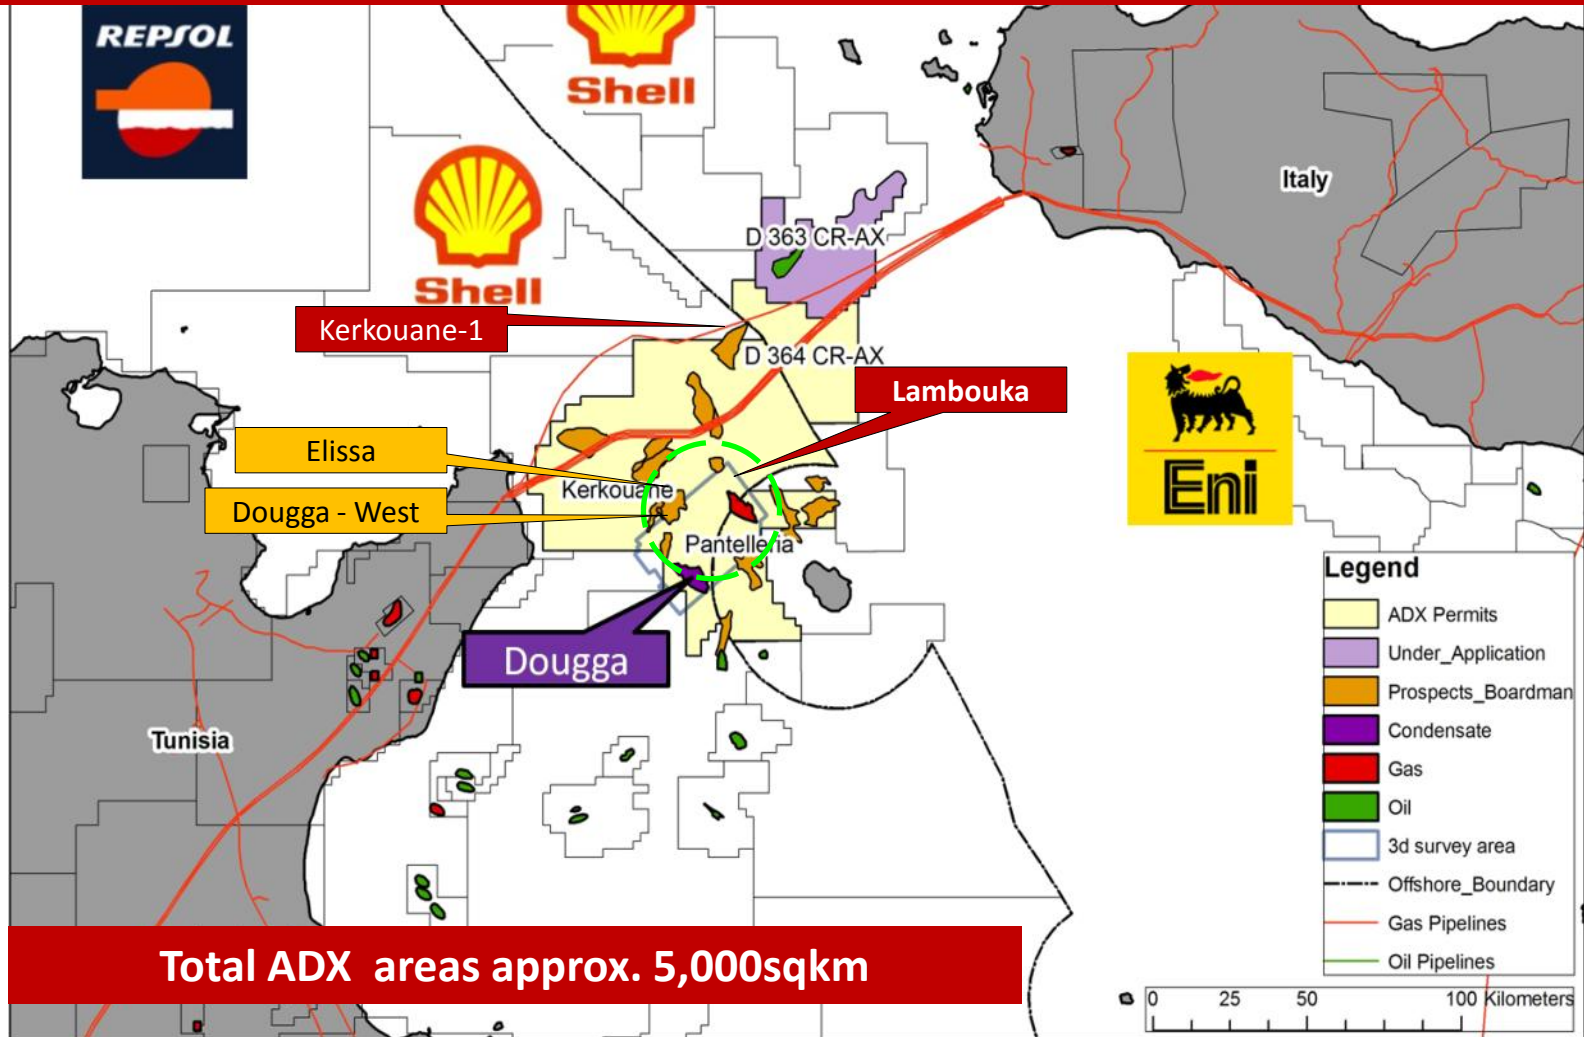 REPSOL
Shell
Shell
Italy
D 363 CR-AX
Kerkouane-1
D 364 CR-AX
Lambouka
Elissa
Kerkouane
Dougga - West
Eni
Pantelleria
Dougga
Tunisia
Legend
ADX Permits
Under_Application
Prospects_Boardman
Condensate
Gas
Oil
3d survey area
Offshore_Boundary
Gas Pipelines
Oil Pipelines
Total ADX areas approx. 5,000sqkm
0 25 50 100 Kilometers